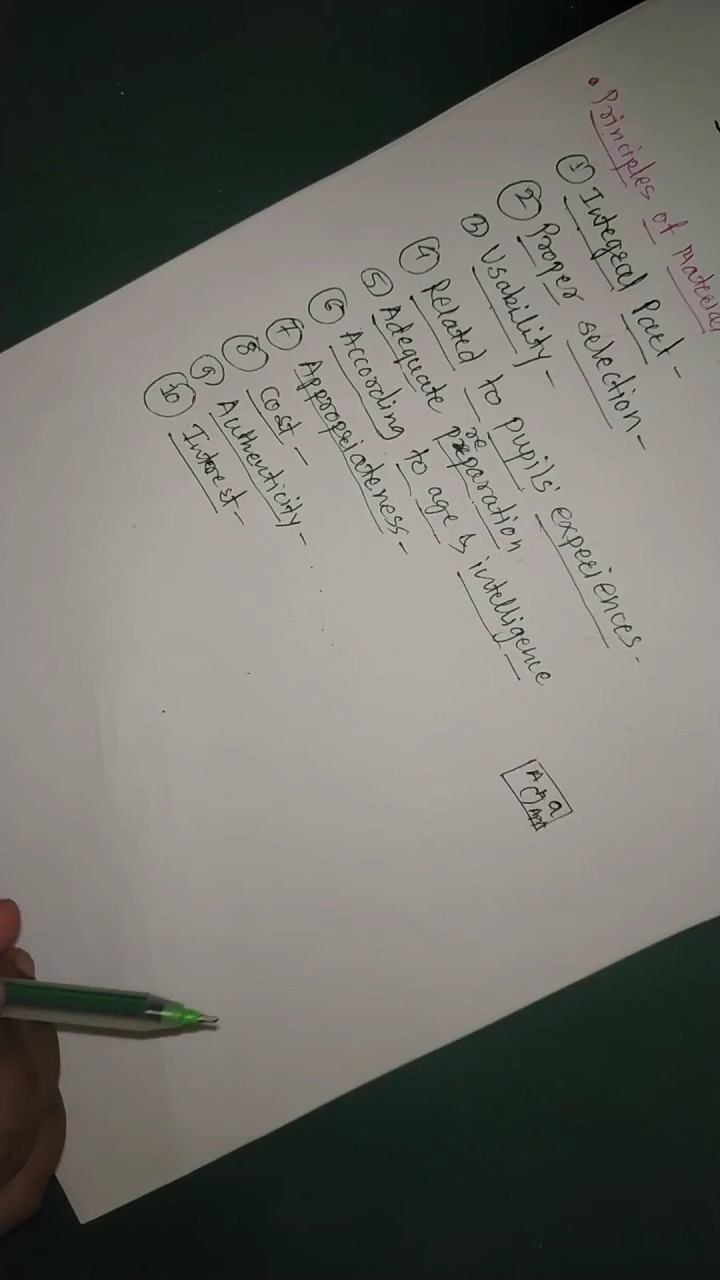 • Principles of Material
① Integral Part -
② Proper selection -
③ Usability -
④ Related to pupils' experiences -
⑤ Adequate preparation.
⑥ According to age & intelligence
⑦ Appropriateness -
⑧ Cost -
⑨ Authenticity -
⑩ Interest -